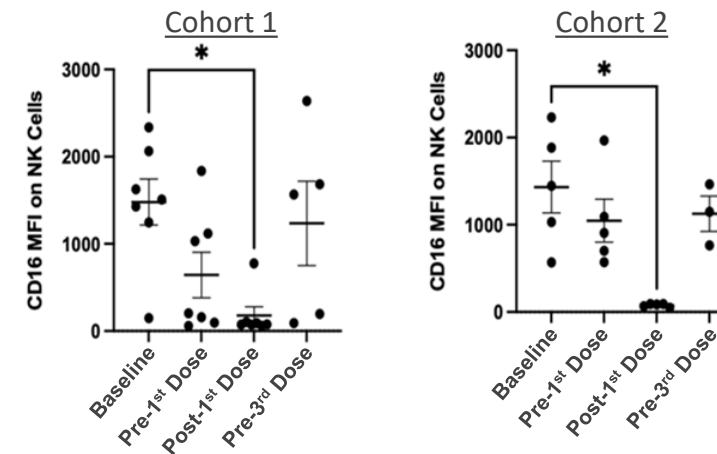 Cohort 1
*
CD16 MFI on NK Cells
3000
2000
1000
0
Baseline
Pre-1st Dose
Post-1st Dose
Pre-3rd Dose
Cohort 2
*
CD16 MFI on NK Cells
3000
2000
1000
0
Baseline
Pre-1st Dose
Post-1st Dose
Pre-3rd Dose